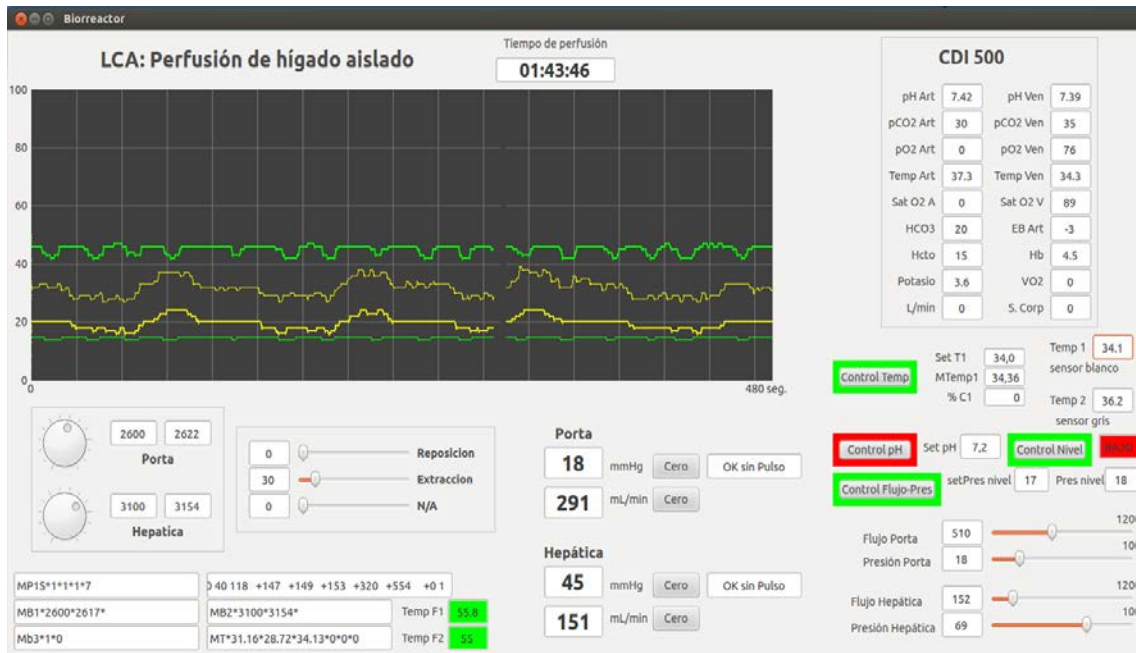 Biorreactor
LCA: Perfusión de hígado aislado
Tiempo de perfusión
01:43:46
100
80
60
40
20
0
0
480 seg.
CDI 500
pH Art 7.42 pH Ven 7.39
pCO2 Art 30 pCO2 Ven 35
pO2 Art 0 pO2 Ven 76
Temp Art 37.3 Temp Ven 34.3
Sat O2 A 0 Sat O2 V 89
HCO3 20 EB Art -3
Hcto 15 Hb 4.5
Potasio 3.6 VO2 0
L/min 0 S. Corp 0
Control Temp
Set T1 34,0
MTemp1 34,36
% C1 0
Temp 1 34.1
sensor blanco
Temp 2 36.2
sensor gris
Control pH Set pH 7,2 Control Nivel
Control Flujo-Pres setPres nivel 17 Pres nivel 18
Flujo Porta 510 120
Presión Porta 18 10
Flujo Hepática 152 120
Presión Hepática 69 10
2600 2622
Porta
3100 3154
Hepatica
0 Reposicion
30 Extraccion
0 N/A
Porta
18 mmHg Cero OK sin Pulso
291 mL/min Cero
Hepática
45 mmHg Cero OK sin Pulso
151 mL/min Cero
MP1S*1*1*1*7
0 40 118 +147 +149 +153 +320 +554 +0 1
MB1*2600*2617*
MB2*3100*3154*
Temp F1 55.8
Mb3*1*0
MT*31.16*28.72*34.13*0*0*0
Temp F2 55